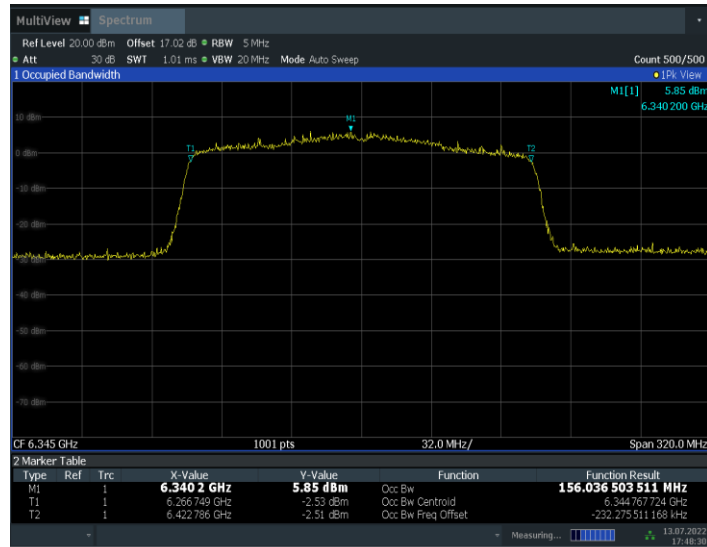 MultiView Spectrum
Ref Level 20.00 dBm Offset 17.02 dB RBW 5 MHz
Att 30 dB SWT 1.01 ms VBW 20 MHz Mode Auto Sweep Count 500/500
1 Occupied Bandwidth 1Pk View
M1[1] 5.85 dBm
6.340 200 GHz
10 dBm
M1
T1
T2
0 dBm
-10 dBm
-20 dBm
-30 dBm
-40 dBm
-50 dBm
-60 dBm
-70 dBm
CF 6.345 GHz 1001 pts 32.0 MHz/ Span 320.0 MHz
2 Marker Table
Type Ref Trc X-Value Y-Value Function Function Result
M1 1 6.340 2 GHz 5.85 dBm Occ Bw 156.036 503 511 MHz
T1 1 6.266 749 GHz -2.53 dBm Occ Bw Centroid 6.344 767 724 GHz
T2 1 6.422 786 GHz -2.51 dBm Occ Bw Freq Offset -232.275 511 168 kHz
Measuring... 13.07.2022
17:48:30